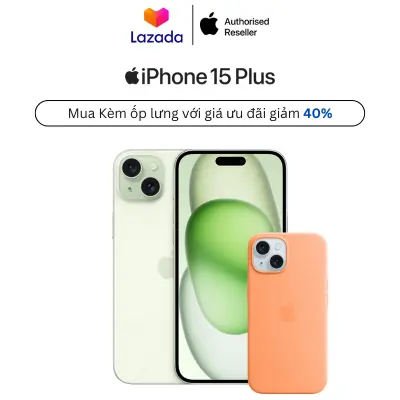 Lazada
Authorised
Reseller
iPhone 15 Plus
Mua Kèm ốp lưng với giá ưu đãi giảm 40%